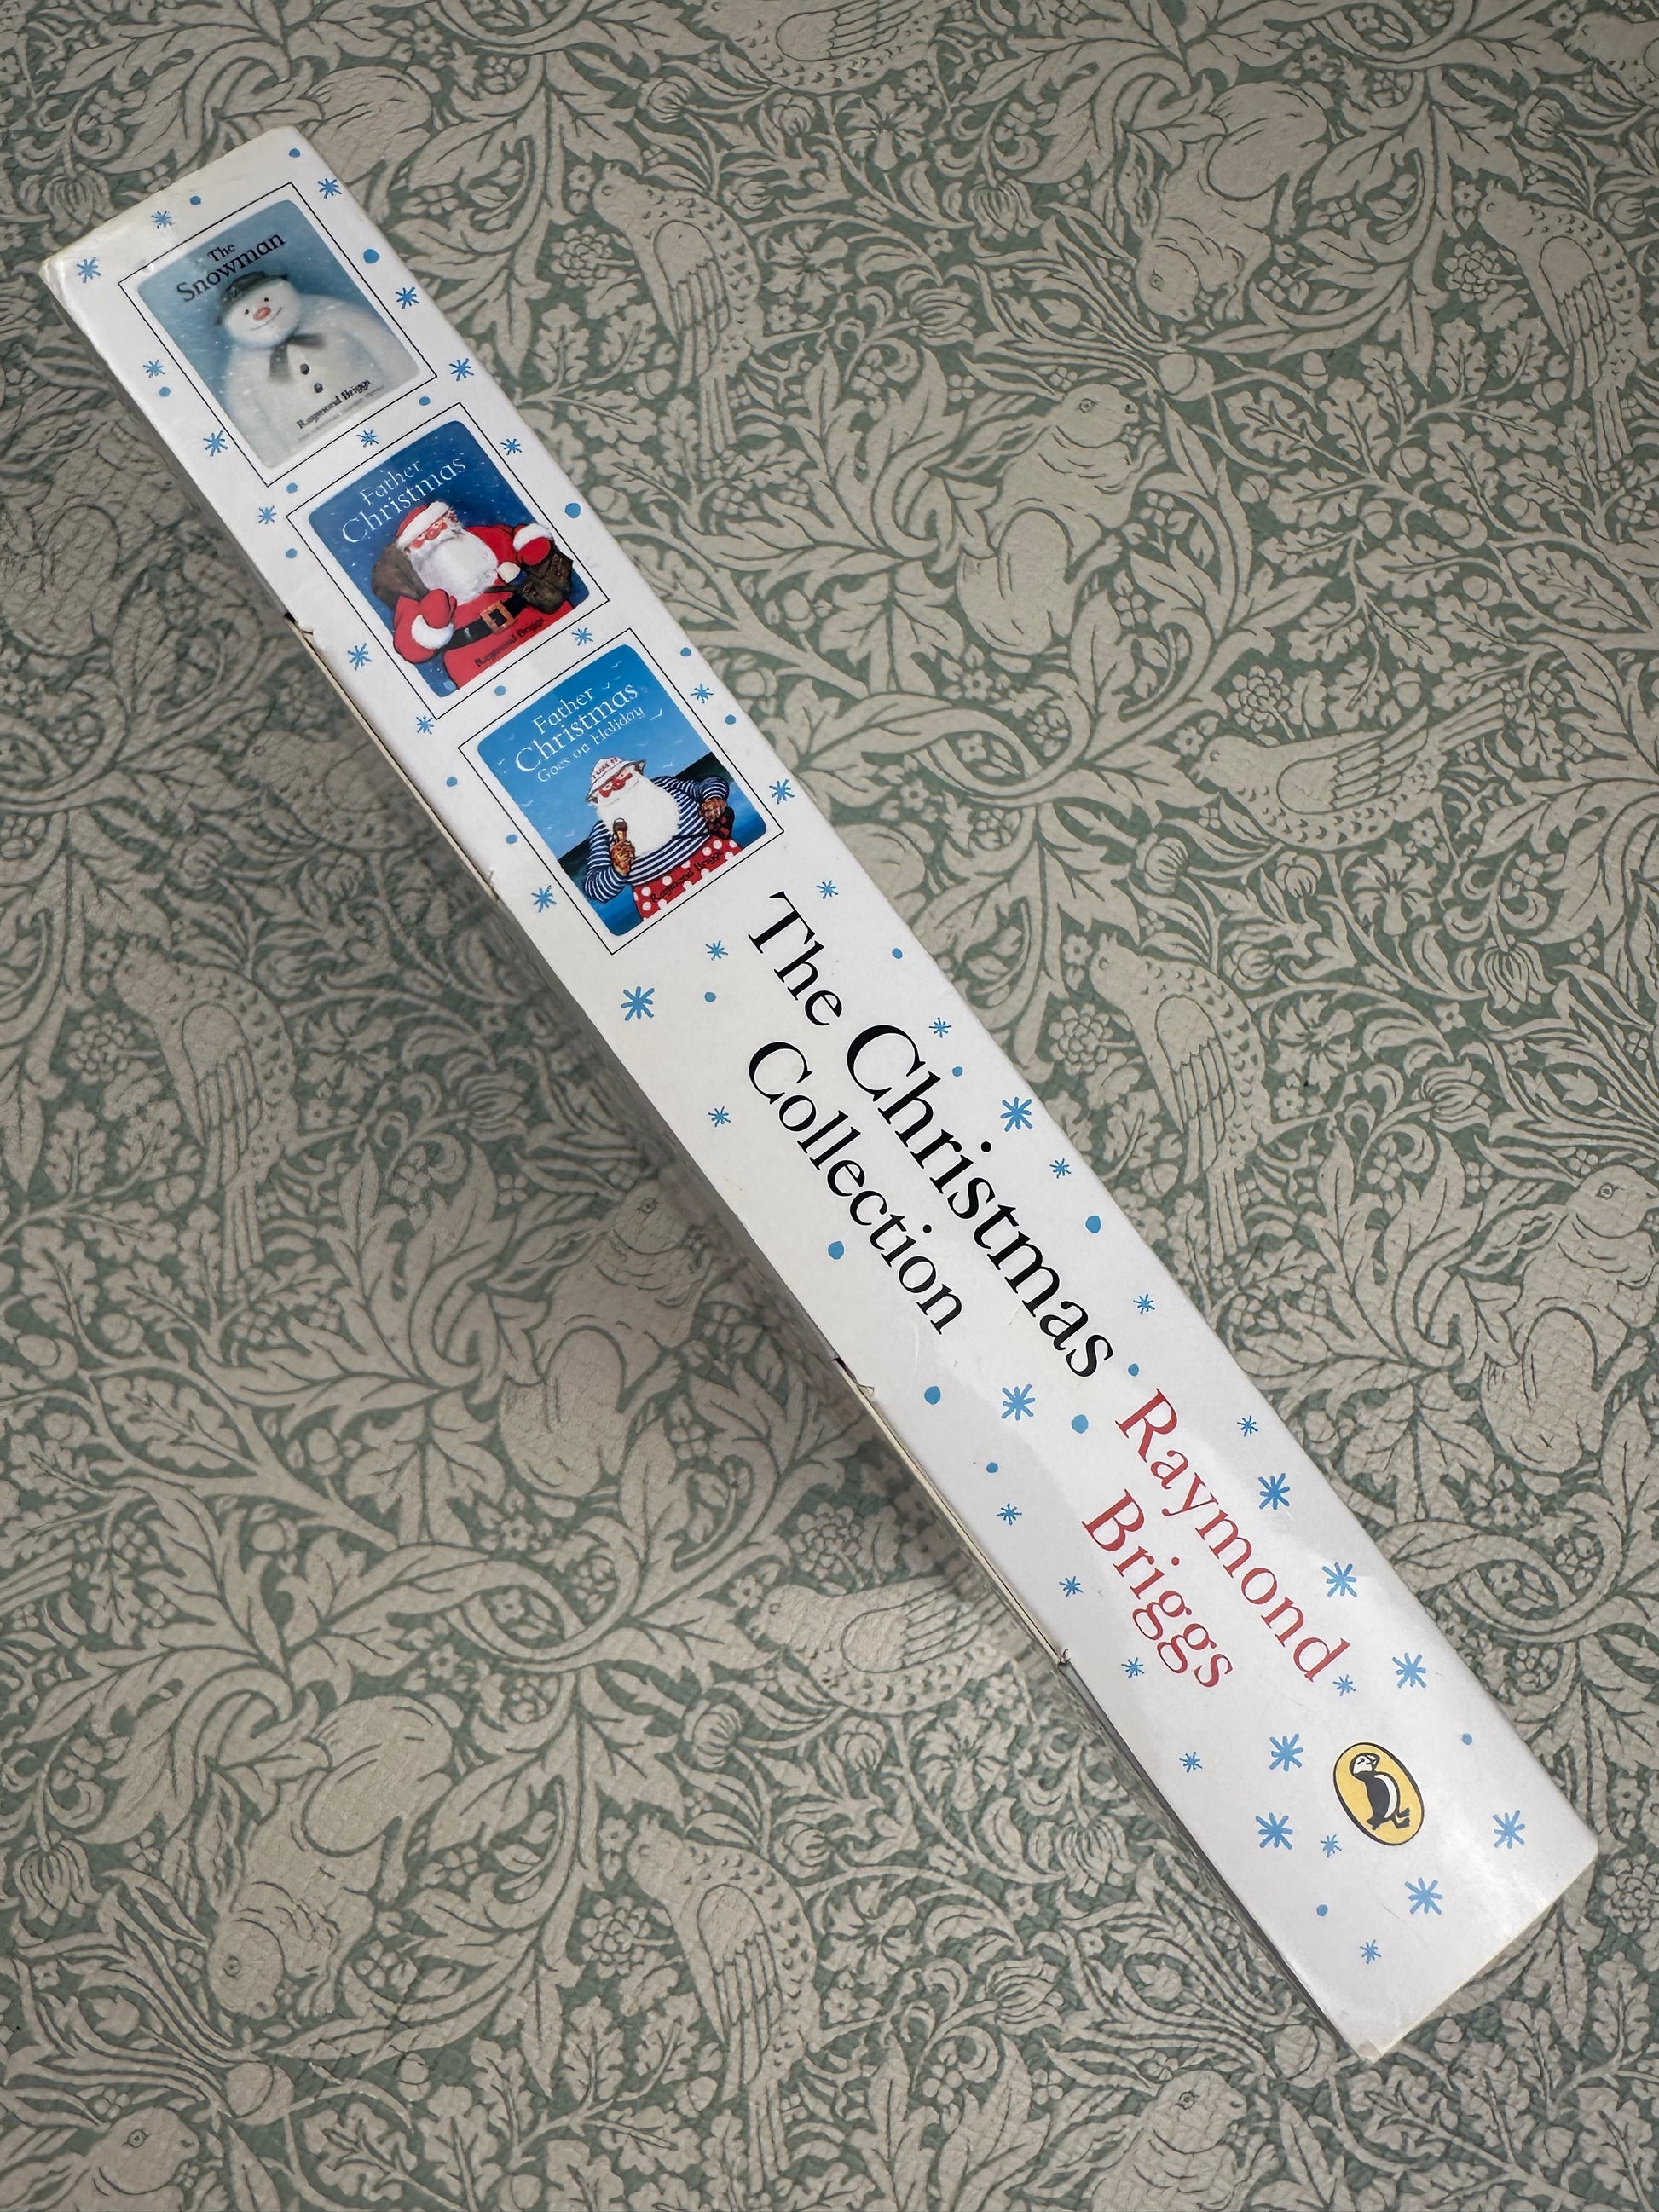 The
Snowman
Raymond Briggs
Father
Christmas
Raymond Briggs
Father
Christmas
Goes on Holiday
Raymond Briggs
The Christmas
Collection
Raymond
Briggs